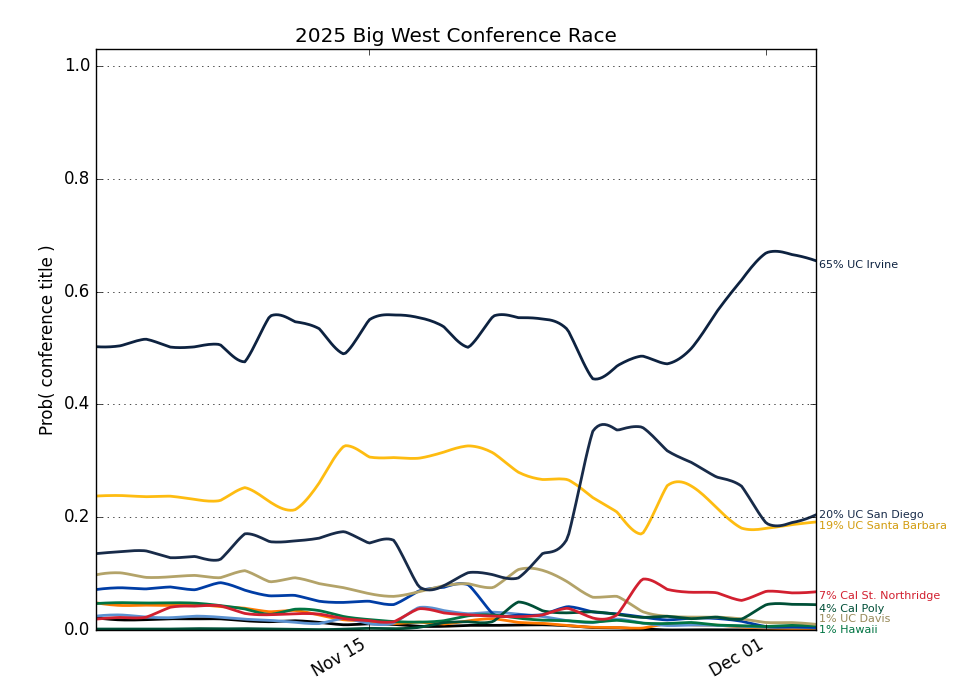 2025 Big West Conference Race
Prob( conference title )
1.0
0.8
0.6
0.4
0.2
0.0
Nov 15
Dec 01
65% UC Irvine
20% UC San Diego
19% UC Santa Barbara
7% Cal St. Northridge
4% Cal Poly
1% UC Davis
1% Hawaii